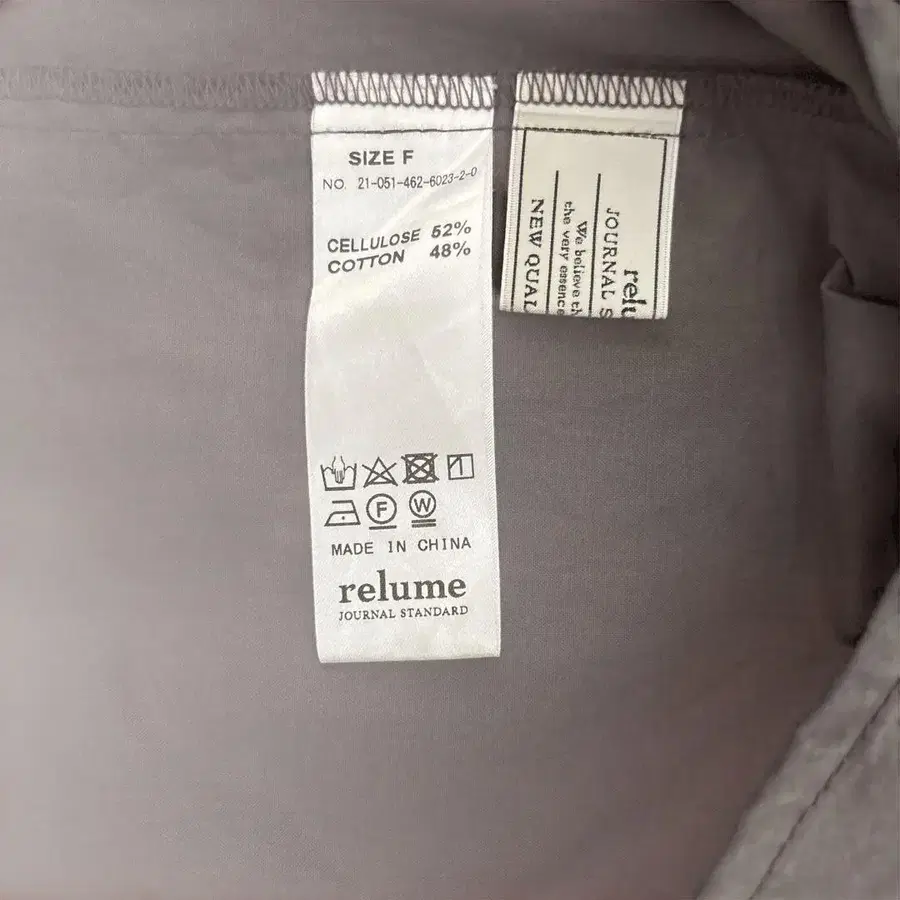 SIZE F
NO. 21-051-462-6023-2-0
CELLULOSE 52%
COTTON 48%
F W
MADE IN CHINA
relume
JOURNAL STANDARD
relu
JOURNAL S
We believe th
the very essence
NEW QUAL